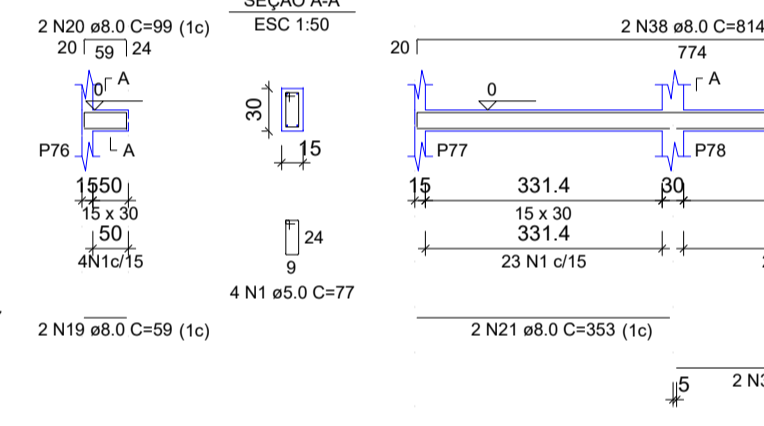 2 N20 ø8.0 C=99 (1c)
20 59 24
0
A
P76
A
15 50
15 x 30
50
4N1c/15
2 N19 ø8.0 C=59 (1c)
SEÇÃO A-A
ESC 1:50
30
15
24
9
4 N1 ø5.0 C=77
2 N38 ø8.0 C=814
20
774
0
A
P77
P78
15 331.4 30
15 x 30
331.4
23 N1 c/15
2 N21 ø8.0 C=353 (1c)
5
2 N3